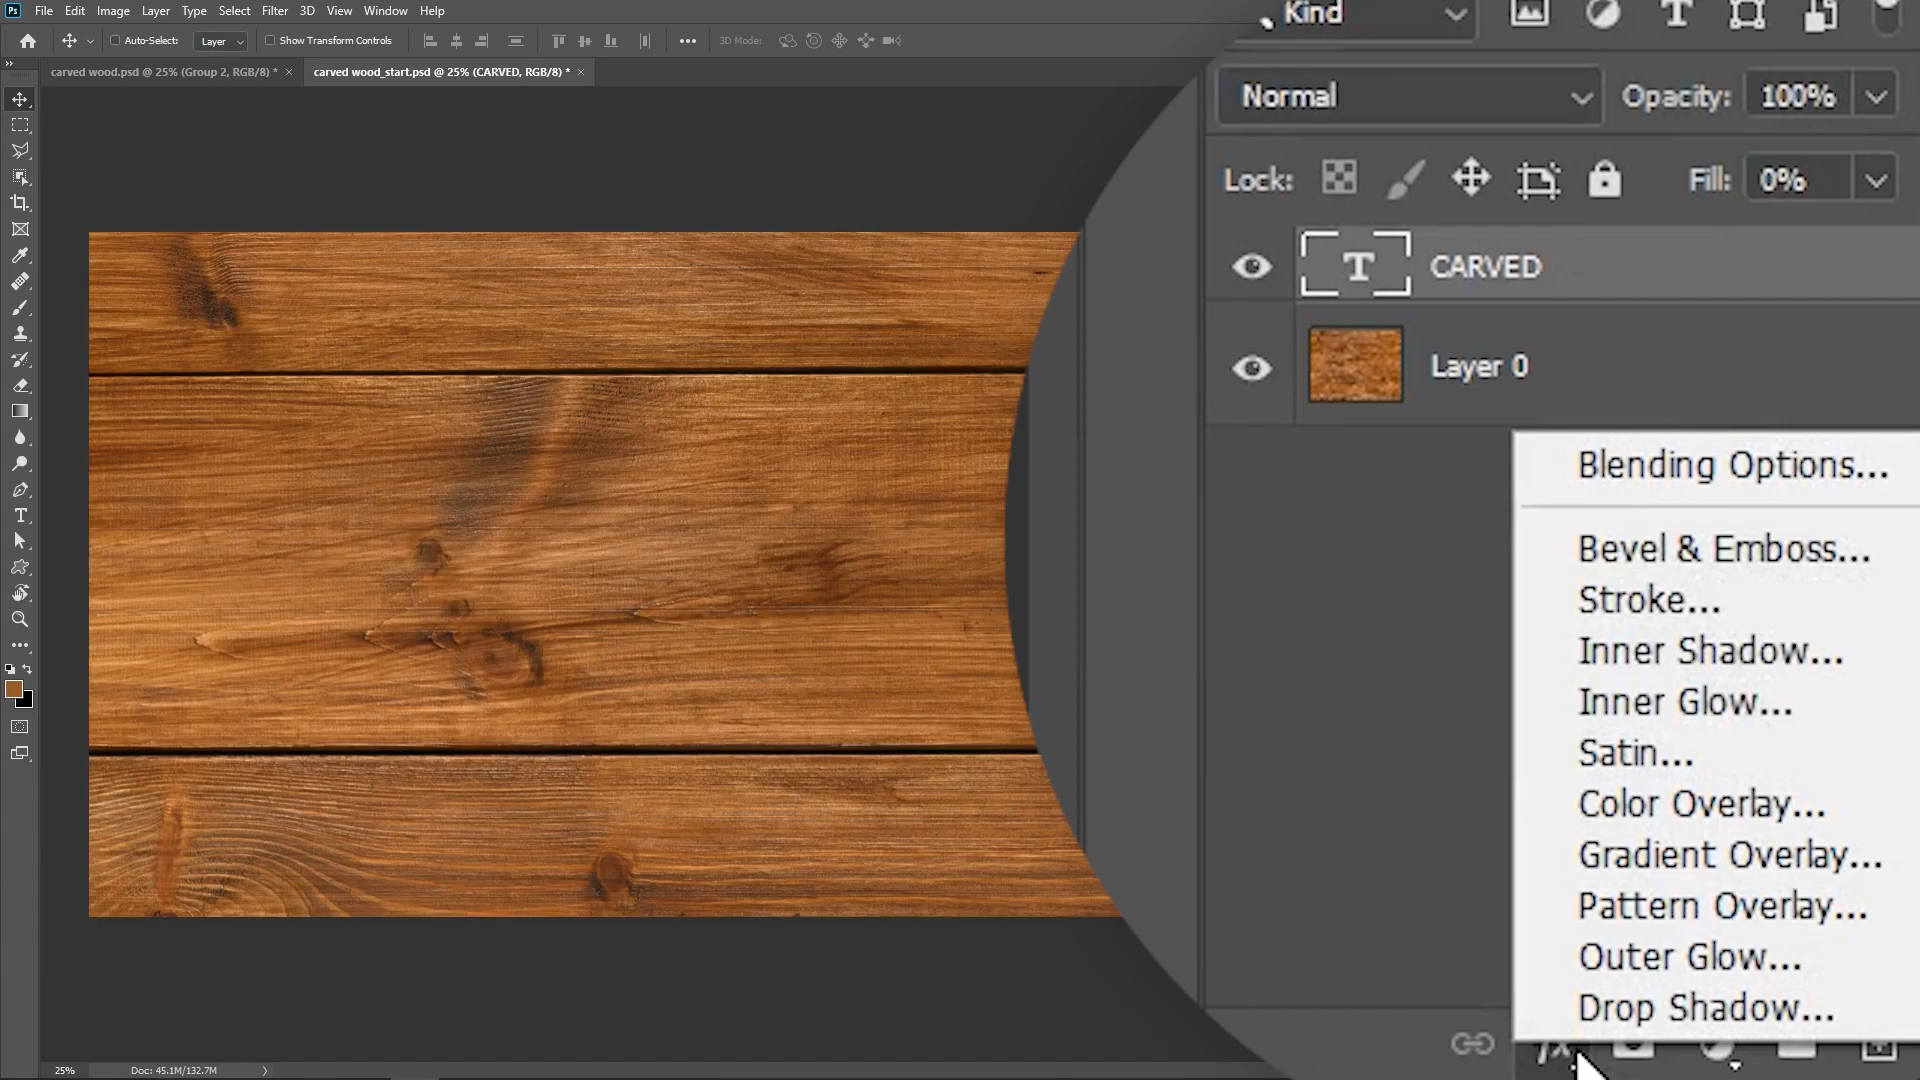 Ps File Edit Image Layer Type Select Filter 3D View Window Help
Auto-Select: Layer Show Transform Controls 3D Mode:
carved wood.psd @ 25% (Group 2, RGB/8) * × carved wood_start.psd @ 25% (CARVED, RGB/8) * ×
Kind
Normal Opacity: 100%
Lock: Fill: 0%
T CARVED
Layer 0
Blending Options...
Bevel & Emboss...
Stroke...
Inner Shadow...
Inner Glow...
Satin...
Color Overlay...
Gradient Overlay...
Pattern Overlay...
Outer Glow...
Drop Shadow...
fx
25% Doc: 45.1M/132.7M